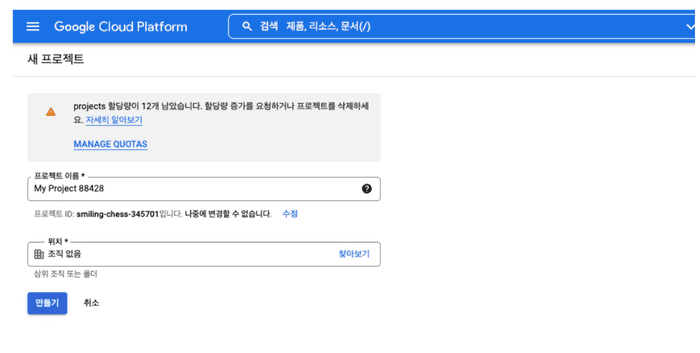 Google Cloud Platform
검색 제품, 리소스, 문서(/)
새 프로젝트
projects 할당량이 12개 남았습니다. 할당량 증가를 요청하거나 프로젝트를 삭제하세
요. 자세히 알아보기
MANAGE QUOTAS
프로젝트 이름 *
My Project 88428
프로젝트 ID: smiling-chess-345701입니다. 나중에 변경할 수 없습니다. 수정
위치 *
조직 없음 찾아보기
상위 조직 또는 폴더
만들기 취소